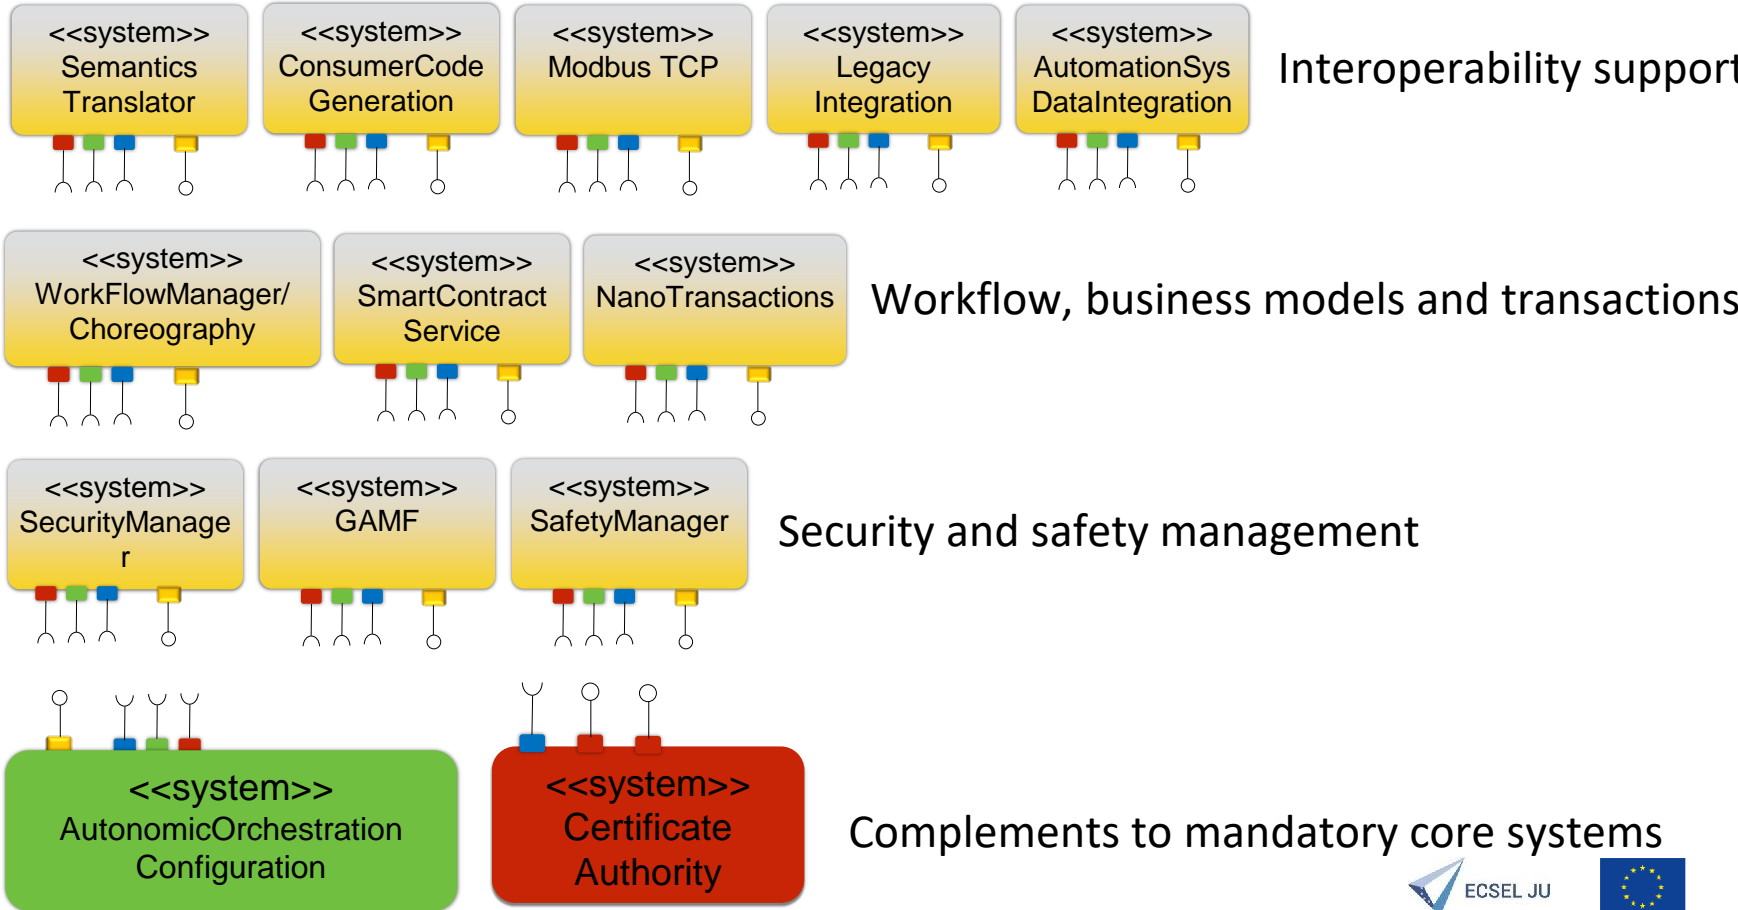 <<system>>
Semantics
Translator
<<system>>
ConsumerCode
Generation
<<system>>
Modbus TCP
<<system>>
Legacy
Integration
<<system>>
AutomationSys
DataIntegration
Interoperability support
<<system>>
WorkFlowManager/
Choreography
<<system>>
SmartContract
Service
<<system>>
NanoTransactions
Workflow, business models and transactions
<<system>>
SecurityManage
r
<<system>>
GAMF
<<system>>
SafetyManager
Security and safety management
<<system>>
AutonomicOrchestration
Configuration
<<system>>
Certificate
Authority
Complements to mandatory core systems
ECSEL JU